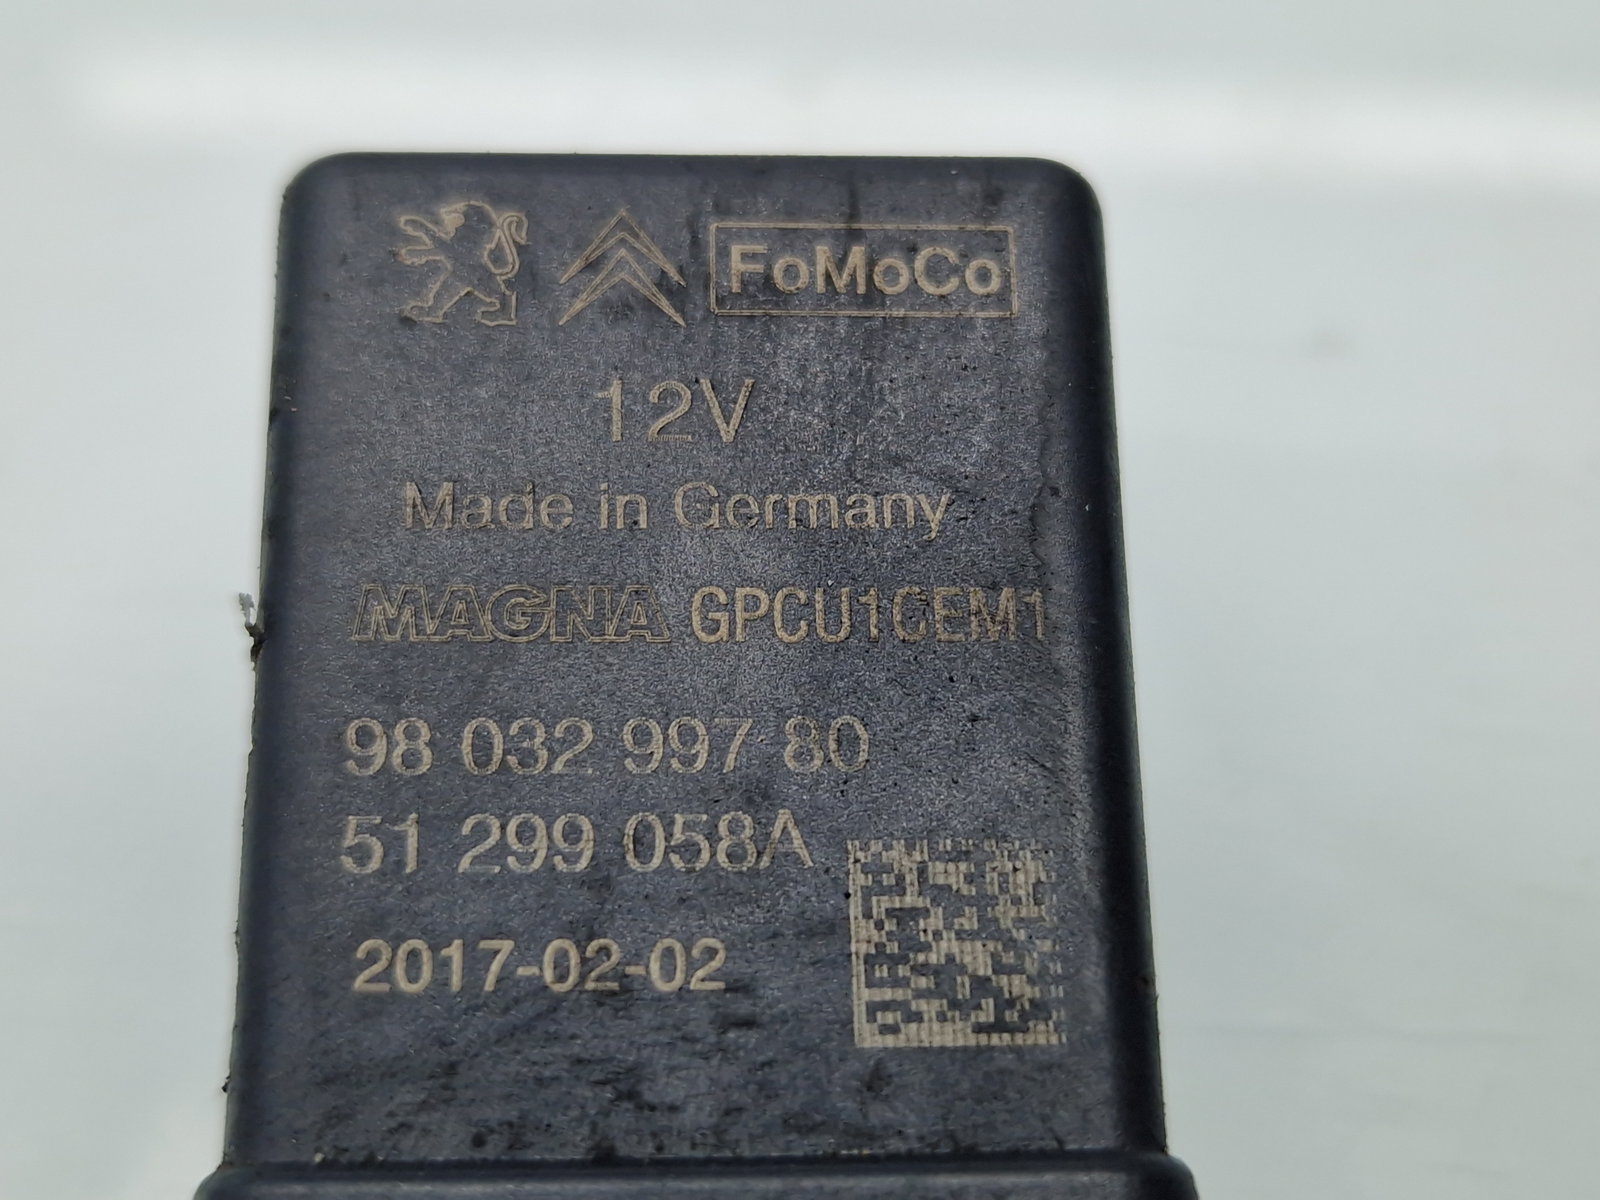 FoMoCo
12V
Made in Germany
MAGNA GPCU1CEM1
98 032 997 80
51 299 058A
2017-02-02